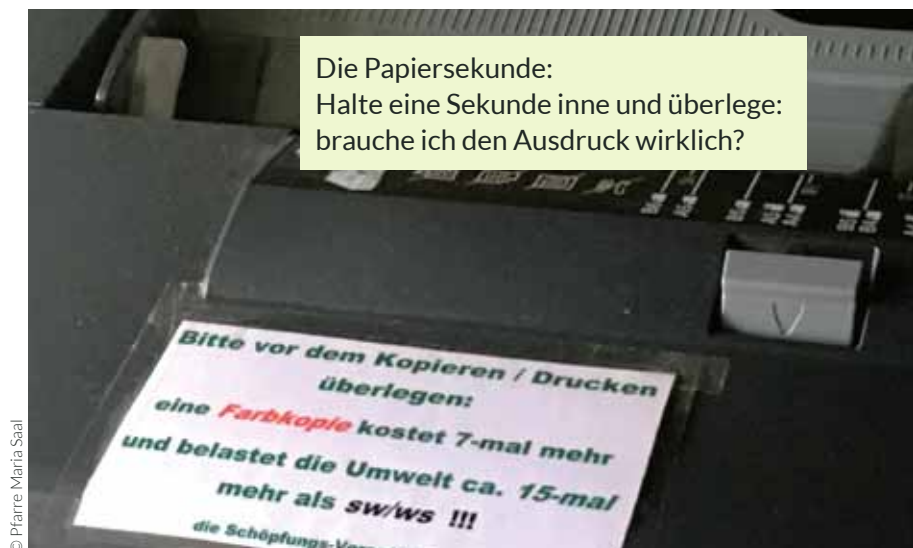 Die Papiersekunde:
Halte eine Sekunde inne und überlege:
brauche ich den Ausdruck wirklich?
Bitte vor dem Kopieren / Drucken
überlegen:
eine Farbkopie kostet 7-mal mehr
und belastet die Umwelt ca. 15-mal
mehr als sw/ws !!!
die
© Pfarre Maria Saal